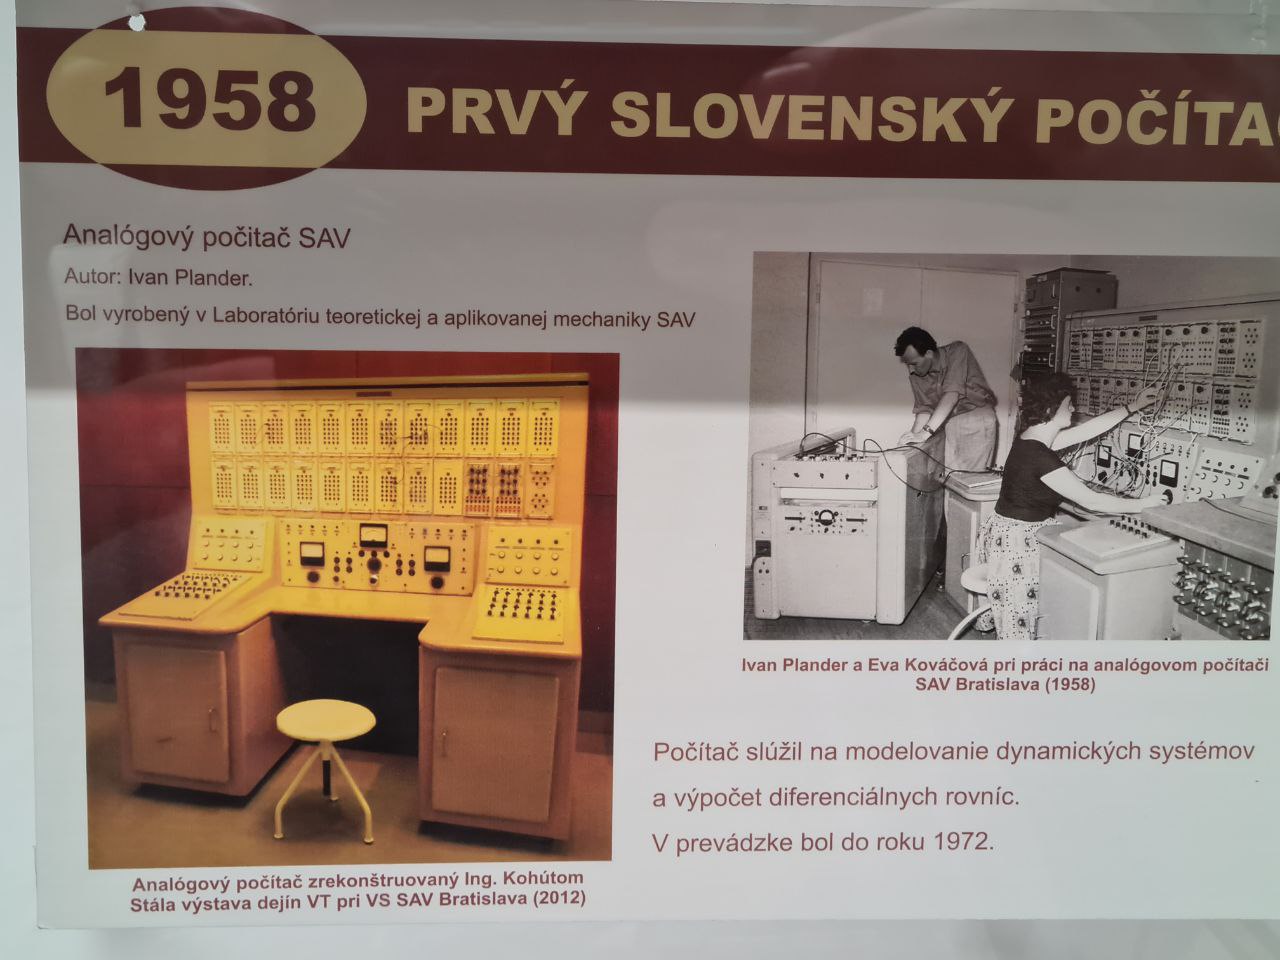 1958
PRVÝ SLOVENSKÝ POČÍTA
Analógový počitač SAV
Autor: Ivan Plander.
Bol vyrobený v Laboratóriu teoretickej a aplikovanej mechaniky SAV
Ivan Plander a Eva Kováčová pri práci na analógovom počítači
SAV Bratislava (1958)
Počítač slúžil na modelovanie dynamických systémov
a výpočet diferenciálnych rovníc.
V prevádzke bol do roku 1972.
Analógový počítač zrekonštruovaný Ing. Kohútom
Stála výstava dejín VT pri VS SAV Bratislava (2012)